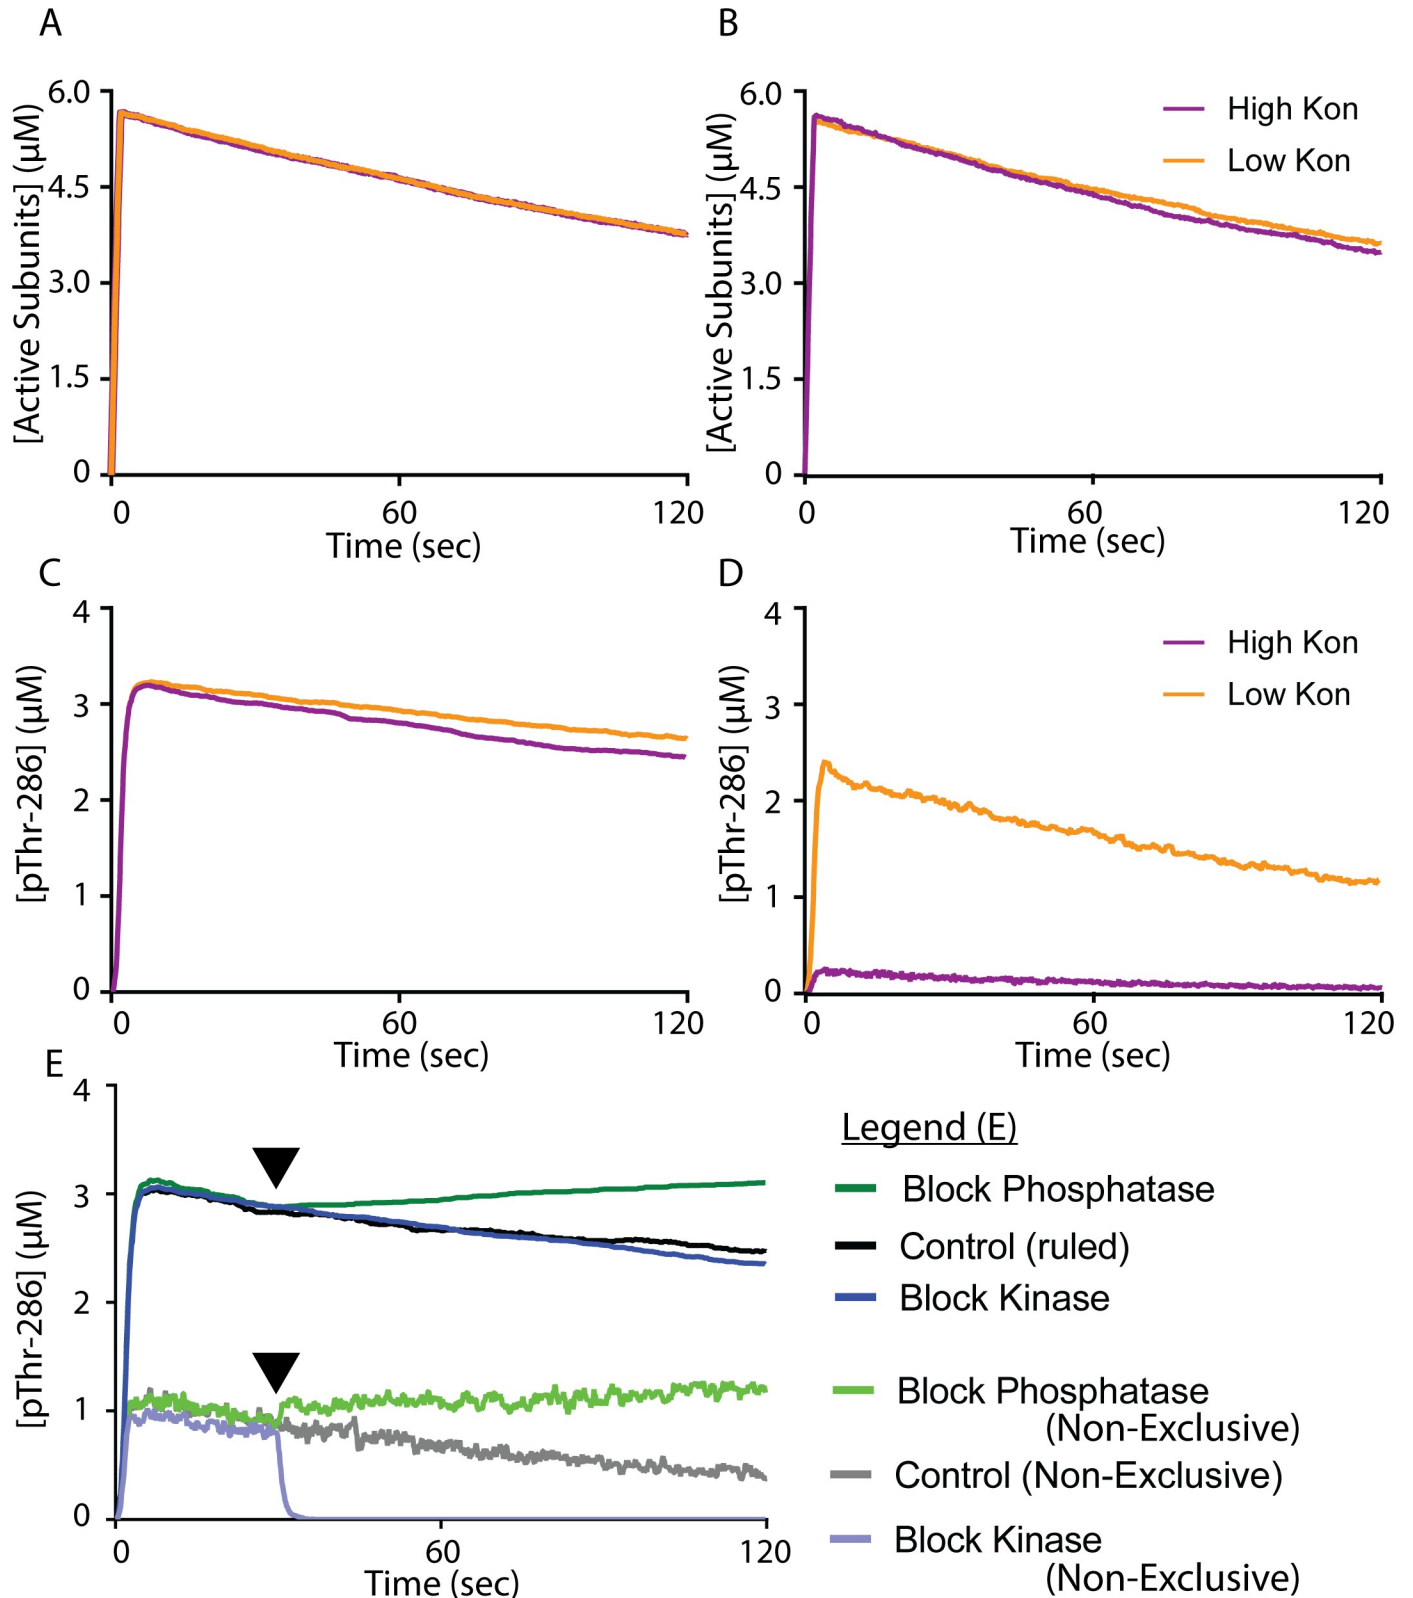 A
B
6.0
4.5
3.0
1.5
0
[Active Subunits] (µM)
0
60
120
Time (sec)
6.0
4.5
3.0
1.5
0
[Active Subunits] (µM)
0
60
120
Time (sec)
High Kon
Low Kon
C
D
4
3
2
1
0
[pThr-286] (µM)
0
60
120
Time (sec)
4
3
2
1
0
[pThr-286] (µM)
0
60
120
Time (sec)
High Kon
Low Kon
E
4
3
2
1
0
[pThr-286] (µM)
0
60
120
Time (sec)
Legend (E)
Block Phosphatase
Control (ruled)
Block Kinase
Block Phosphatase
(Non-Exclusive)
Control (Non-Exclusive)
Block Kinase
(Non-Exclusive)